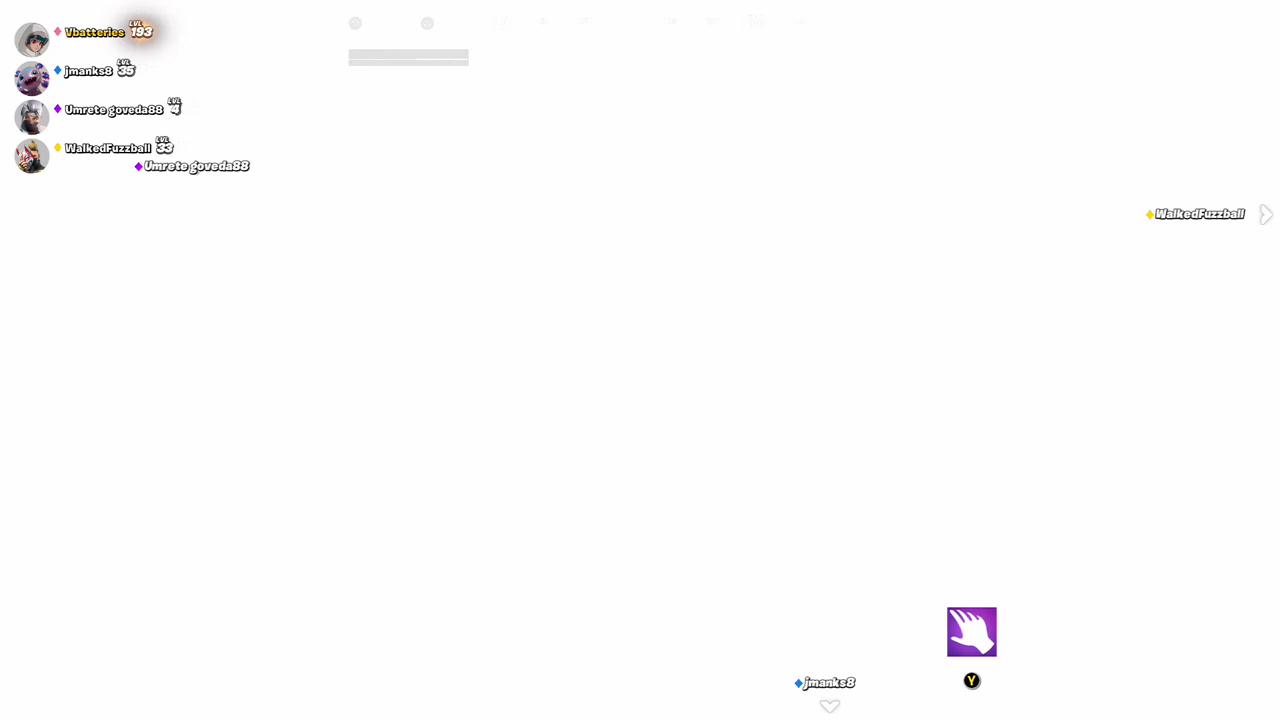 Vbatteries LVL 193
jmanks8 LVL 35
Umrete goveda88 LVL 4
WalkedFuzzball LVL 33
Umrete goveda88
WalkedFuzzball
jmanks8
Y